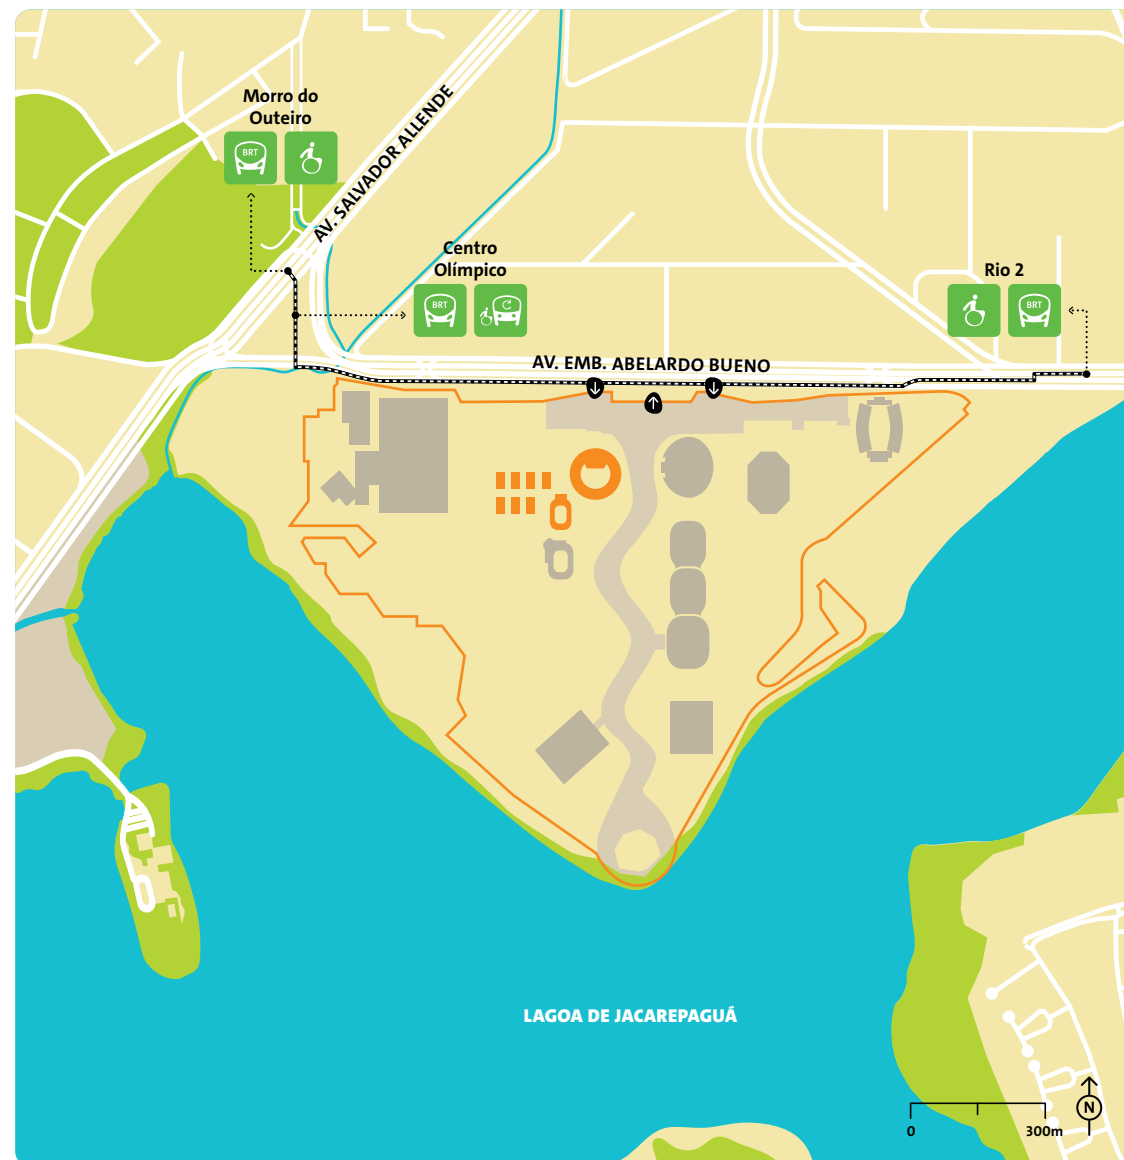 Morro do
Outeiro
BRT
AV. SALVADOR ALLENDE
Centro
Olímpico
BRT
Rio 2
BRT
AV. EMB. ABELARDO BUENO
LAGOA DE JACAREPAGUÁ
N
0
300m